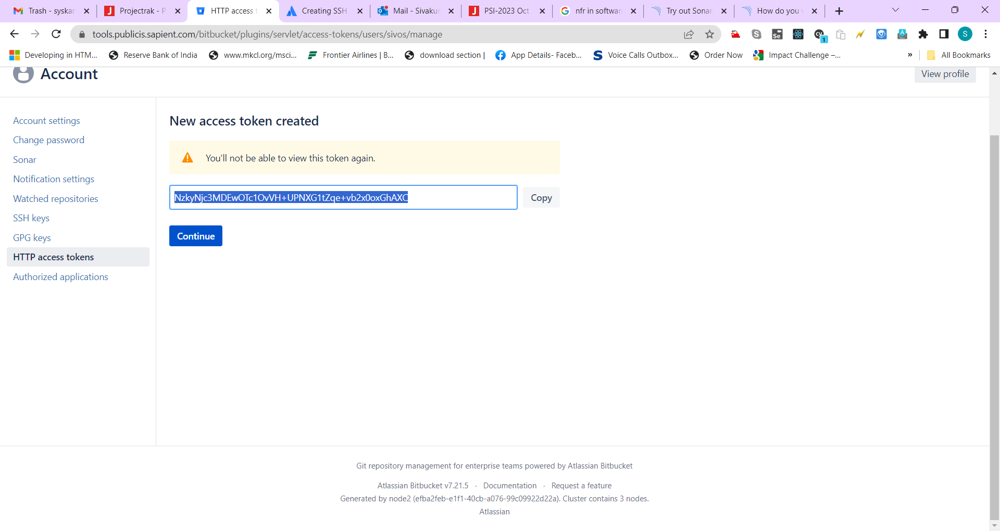 Trash - syskan
Projectrak - P
HTTP access t
Creating SSH
Mail - Sivakur
PSI-2023 Oct
nfr in softwar
Try out Sonar
How do you w
tools.publicis.sapient.com/bitbucket/plugins/servlet/access-tokens/users/sivos/manage
Se
CY
1
A
S
Developing in HTM...
Reserve Bank of India
www.mkcl.org/msci...
Frontier Airlines | B...
download section |
App Details- Faceb...
Voice Calls Outbox...
Order Now
Impact Challenge –...
»
All Bookmarks
Account
View profile
Account settings
Change password
Sonar
Notification settings
Watched repositories
SSH keys
GPG keys
HTTP access tokens
Authorized applications
New access token created
You'll not be able to view this token again.
NzkyNjc3MDEwOTc1OvVH+UPNXG1tZqe+vb2x0oxGhAXC
Copy
Continue
Git repository management for enterprise teams powered by Atlassian Bitbucket
Atlassian Bitbucket v7.21.5 · Documentation · Request a feature
Generated by node2 (efba2feb-e1f1-40cb-a076-99c09922d22a). Cluster contains 3 nodes.
Atlassian